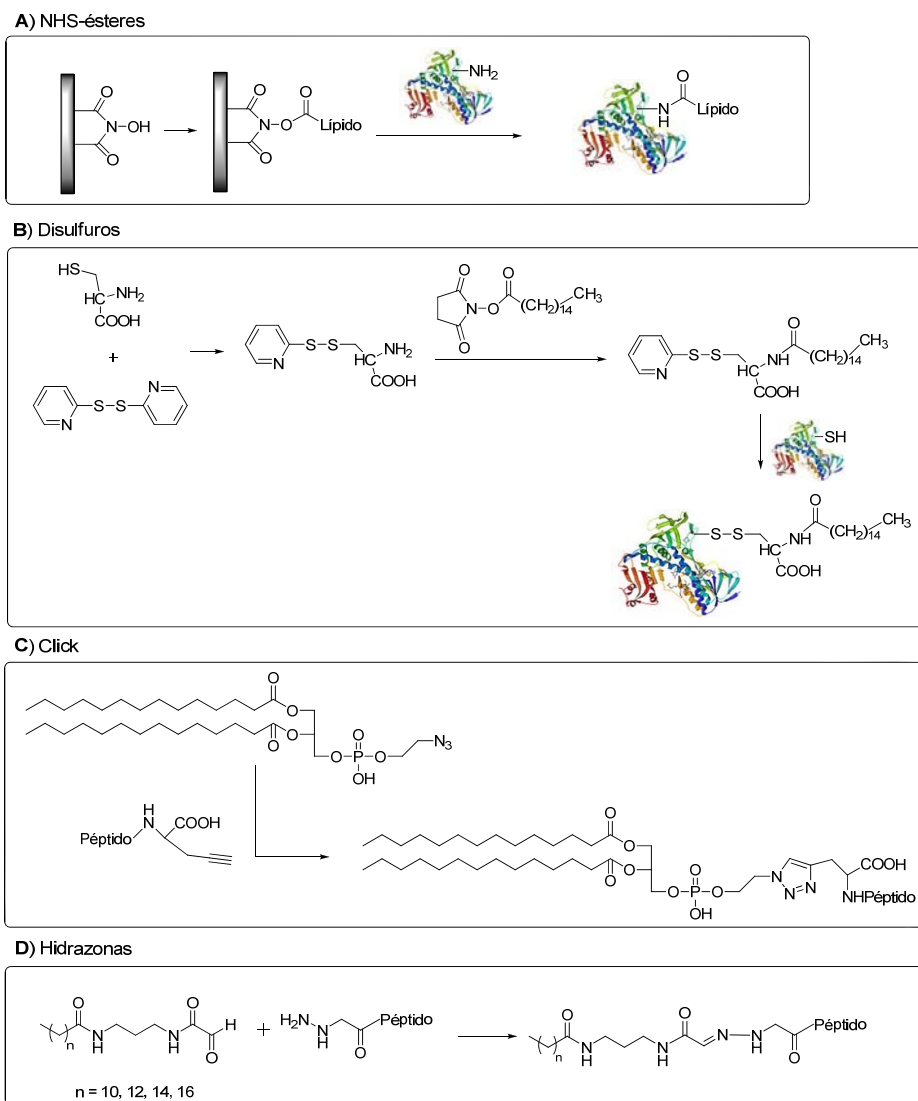 A) NHS-ésteres
O
N-OH
O
O
N-O
O
O
Lípido
NH2
N
H
O
Lípido
B) Disulfuros
HS
HC
NH2
COOH
+
N
S-S
N
N
S-S
HC
NH2
COOH
O
N-O
O
O
(CH2)14
CH3
N
S-S
HC
NH
COOH
O
(CH2)14
CH3
SH
S-S
HC
NH
COOH
O
(CH2)14
CH3
C) Click
O
O
O
O
O
O
P
OH
O
N3
Péptido
H
N
COOH
O
O
O
O
O
O
P
OH
O
N
N=N
COOH
NHPéptido
D) Hidrazonas
O
( )n
N
H
H
N
O
H
O
+
H2N
N
H
O
Péptido
O
( )n
N
H
O
N
H
N
N
H
O
Péptido
n = 10, 12, 14, 16